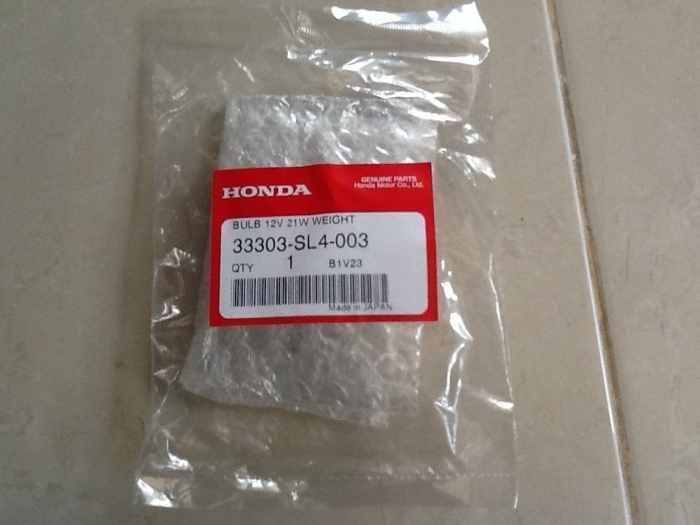 HONDA
GENUINE PARTS
Honda Motor Co., Ltd.
BULB 12V 21W WEIGHT
33303-SL4-003
QTY 1 B1V23
Made in JAPAN